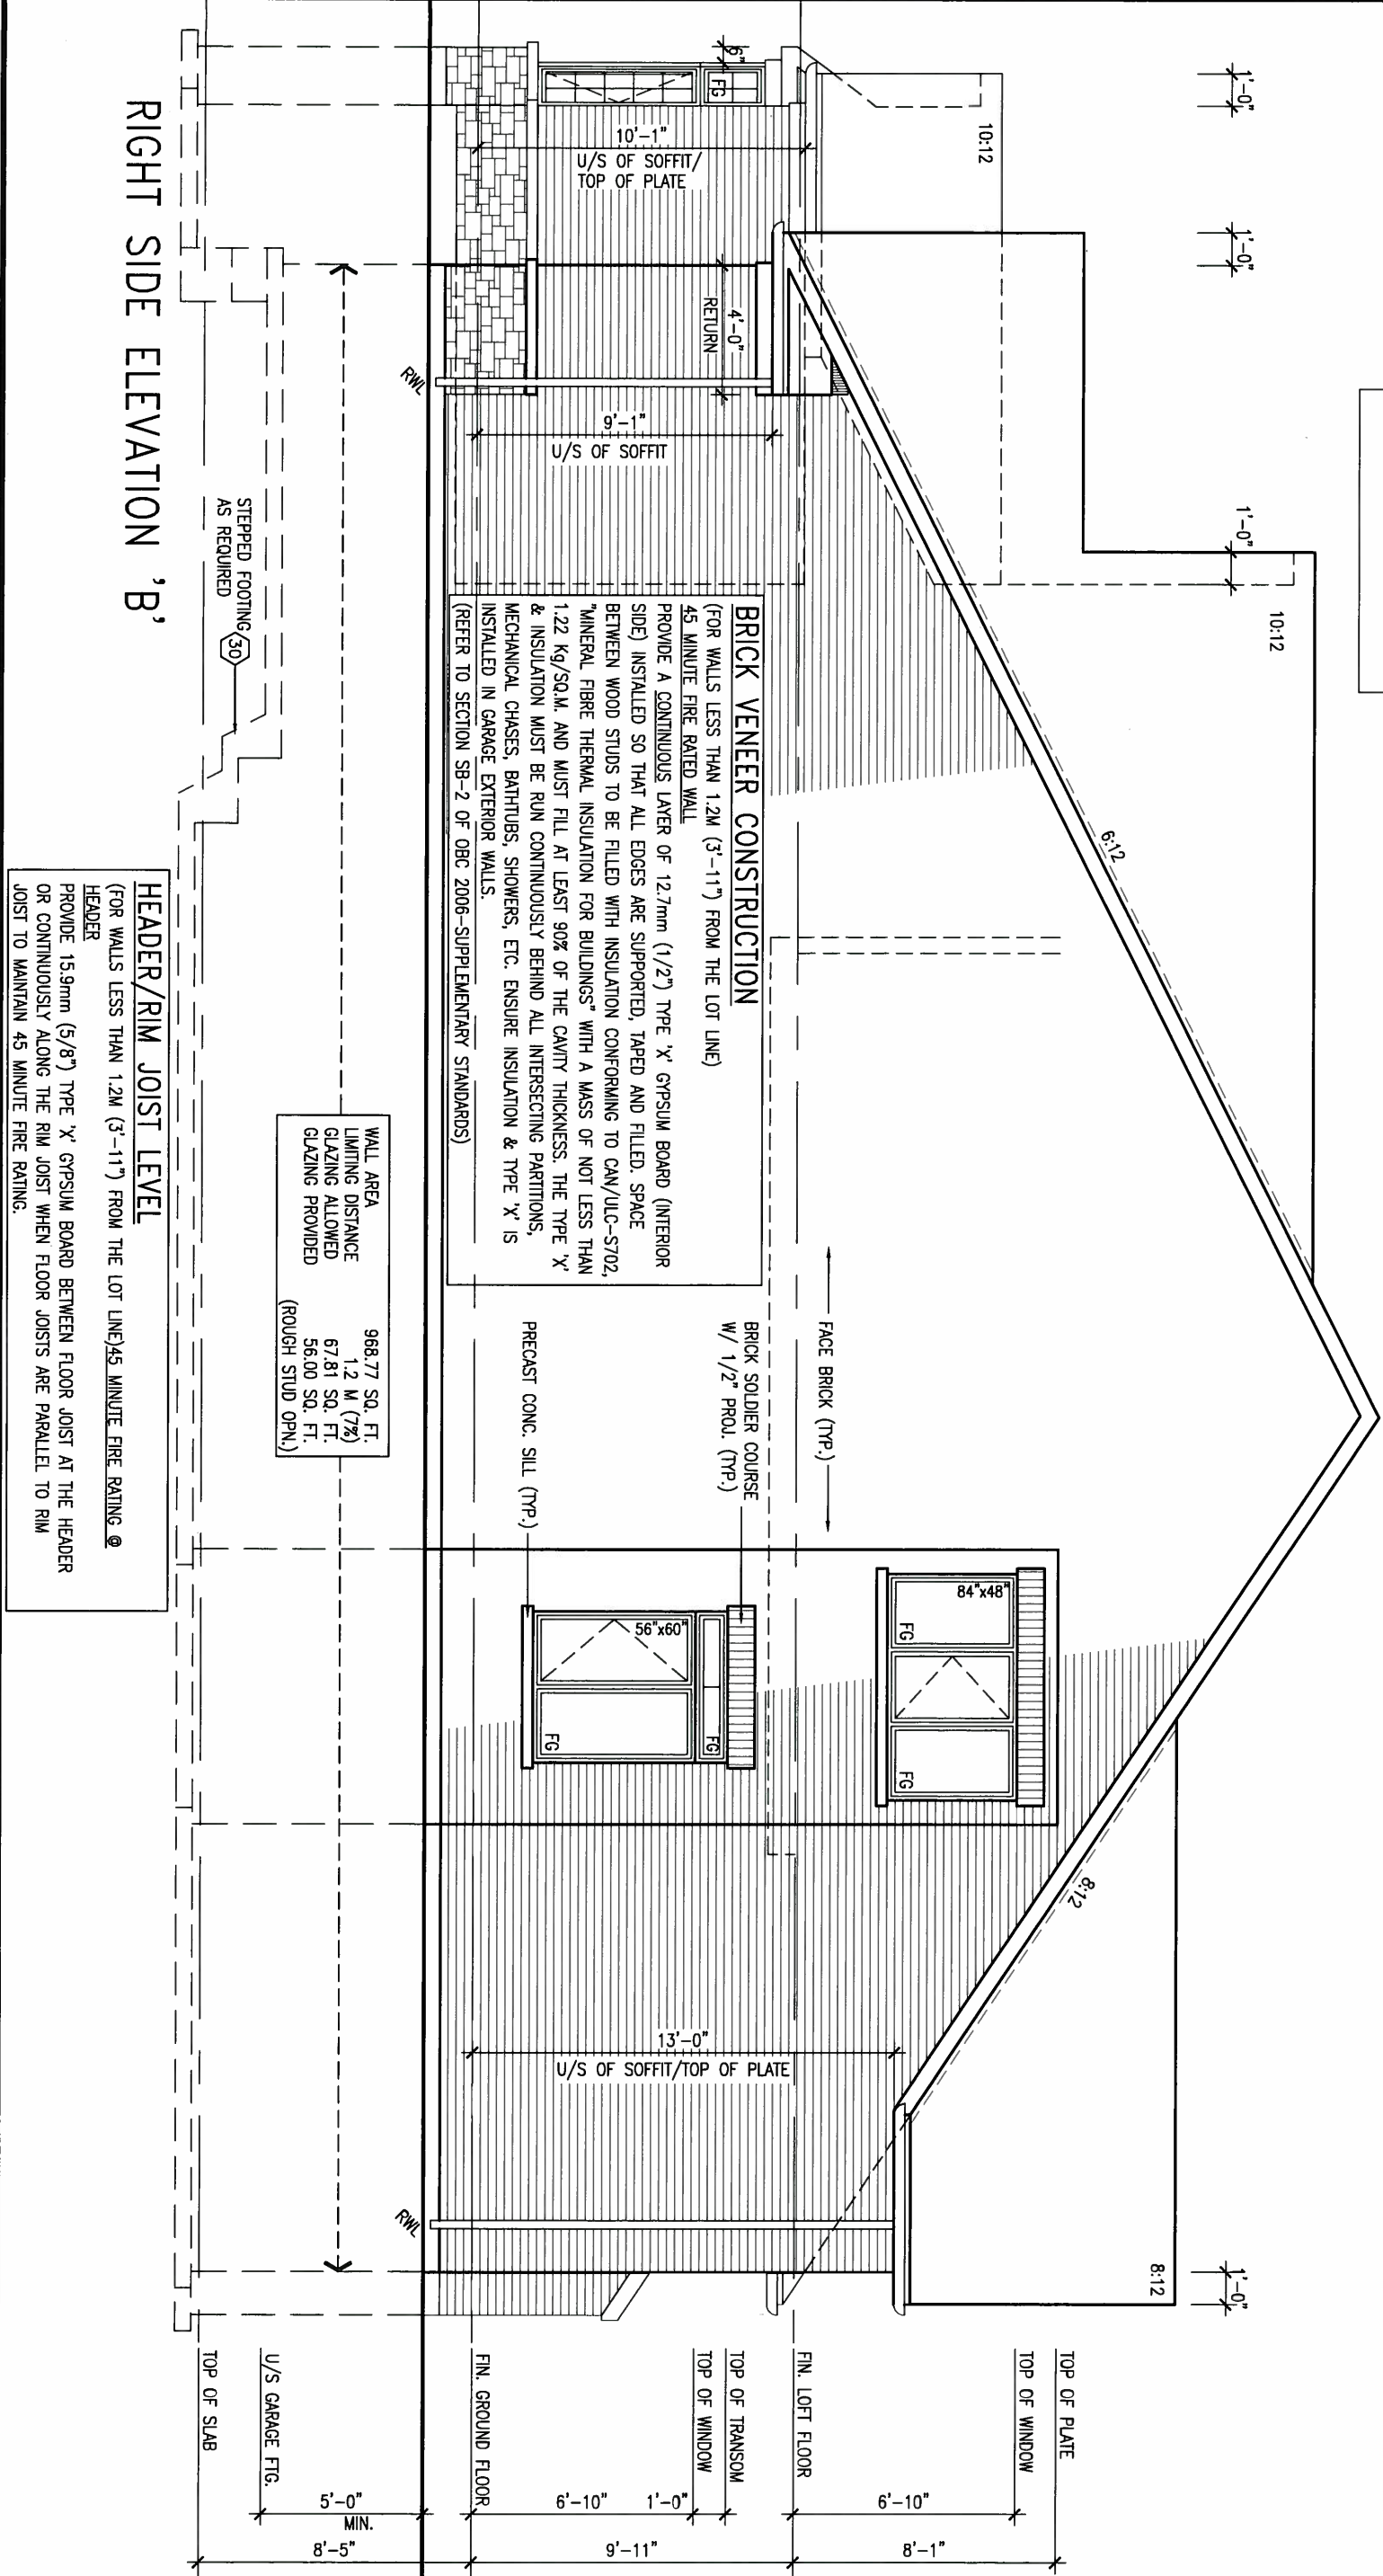 1'-0"
1'-0"
1'-0"
1'-0"
10:12
10:12
6:12
8:12
8:12
6"
FG
10'-1"
U/S OF SOFFIT/
TOP OF PLATE
4'-0"
RETURN
9'-1"
U/S OF SOFFIT
RWL
BRICK VENEER CONSTRUCTION
(FOR WALLS LESS THAN 1.2M (3'-11") FROM THE LOT LINE)
45 MINUTE FIRE RATED WALL
PROVIDE A CONTINUOUS LAYER OF 12.7mm (1/2") TYPE 'X' GYPSUM BOARD (INTERIOR
SIDE) INSTALLED SO THAT ALL EDGES ARE SUPPORTED, TAPED AND FILLED. SPACE
BETWEEN WOOD STUDS TO BE FILLED WITH INSULATION CONFORMING TO CAN/ULC-S702,
"MINERAL FIBRE THERMAL INSULATION FOR BUILDINGS" WITH A MASS OF NOT LESS THAN
1.22 Kg/SQ.M. AND MUST FILL AT LEAST 90% OF THE CAVITY THICKNESS. THE TYPE 'X'
& INSULATION MUST BE RUN CONTINUOUSLY BEHIND ALL INTERSECTING PARTITIONS,
MECHANICAL CHASES, BATHTUBS, SHOWERS, ETC. ENSURE INSULATION & TYPE 'X' IS
INSTALLED IN GARAGE EXTERIOR WALLS.
(REFER TO SECTION SB-2 OF OBC 2006-SUPPLEMENTARY STANDARDS)
FACE BRICK (TYP.)
BRICK SOLDIER COURSE
W/ 1/2" PROJ. (TYP.)
PRECAST CONC. SILL (TYP.)
84"x48"
FG
FG
56"x60"
FG
FG
13'-0"
U/S OF SOFFIT/TOP OF PLATE
RWL
TOP OF PLATE
TOP OF WINDOW
FIN. LOFT FLOOR
TOP OF TRANSOM
TOP OF WINDOW
FIN. GROUND FLOOR
U/S GARAGE FTG.
TOP OF SLAB
6'-10"
8'-1"
1'-0"
6'-10"
9'-11"
5'-0"
MIN.
8'-5"
WALL AREA 968.77 SQ. FT.
LIMITING DISTANCE 1.2 M (7%)
GLAZING ALLOWED 67.81 SQ. FT.
GLAZING PROVIDED 56.00 SQ. FT.
(ROUGH STUD OPN.)
STEPPED FOOTING
AS REQUIRED
30
HEADER/RIM JOIST LEVEL
(FOR WALLS LESS THAN 1.2M (3'-11") FROM THE LOT LINE)45 MINUTE FIRE RATING @
HEADER
PROVIDE 15.9mm (5/8") TYPE 'X' GYPSUM BOARD BETWEEN FLOOR JOIST AT THE HEADER
OR CONTINUOUSLY ALONG THE RIM JOIST WHEN FLOOR JOISTS ARE PARALLEL TO RIM
JOIST TO MAINTAIN 45 MINUTE FIRE RATING.
RIGHT SIDE ELEVATION 'B'